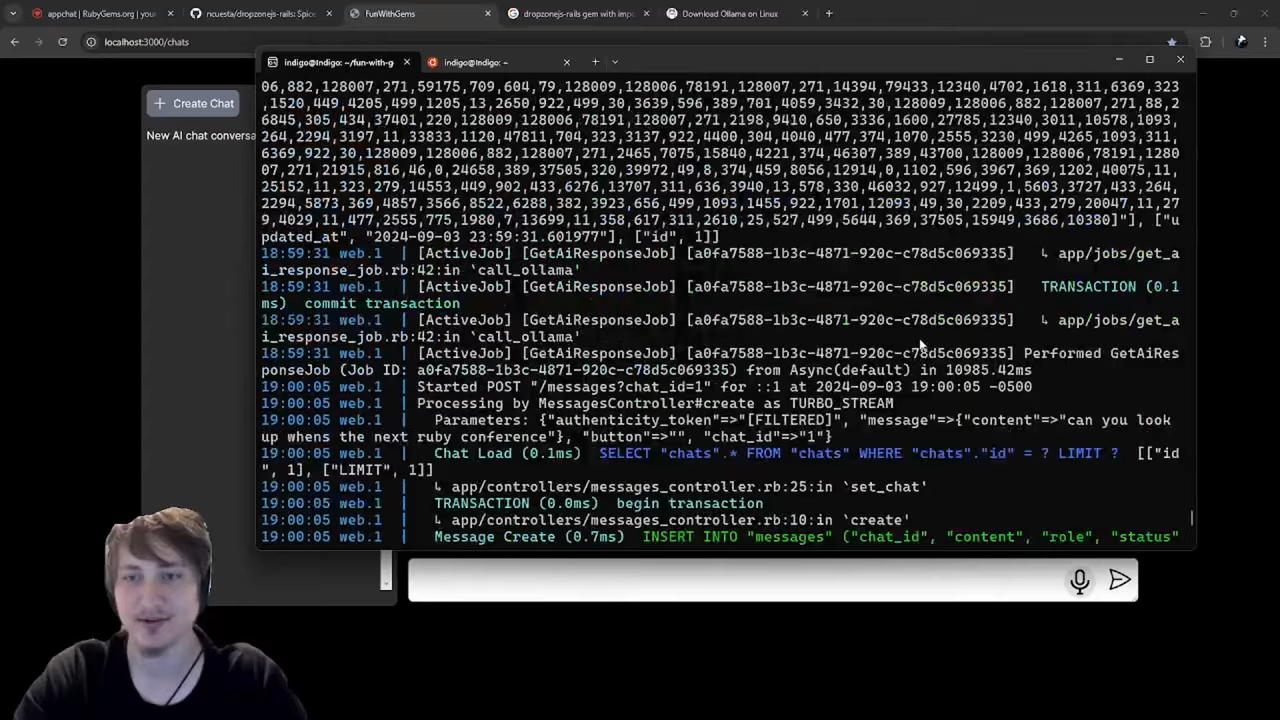 appchat | RubyGems.org | your
ncuesta/dropzonejs-rails: Spice
FunWithGems
dropzonejs-rails gem with impo
Download Ollama on Linux
localhost:3000/chats
indigo@Indigo: ~/fun-with-g
indigo@Indigo: ~
Create Chat
New AI chat conversa
06,882,128007,271,59175,709,604,79,128009,128006,78191,128007,271,14394,79433,12340,4702,1618,311,6369,323
,1520,449,4205,499,1205,13,2650,922,499,30,3639,596,389,701,4059,3432,30,128009,128006,882,128007,271,88,2
26845,305,434,37401,220,128009,128006,78191,128007,271,2198,9410,650,3336,1600,27785,12340,3011,10578,1093
,264,2294,3197,11,33833,1120,47811,704,323,3137,922,4400,304,4040,477,374,1070,2555,3230,499,4265,1093,311
,6369,922,30,128009,128006,882,128007,271,2465,7075,15840,4221,374,46307,389,43700,128009,128006,78191,1280
07,271,21915,816,46,0,24658,389,37505,320,39972,49,8,374,459,8056,12914,0,1102,596,3967,369,1202,40075,11,
25152,11,323,279,14553,449,902,433,6276,13707,311,636,3940,13,578,330,46032,927,12499,1,5603,3727,433,264,
2294,5873,369,4857,3566,8522,6288,382,3923,656,499,1093,1455,922,1701,12093,49,30,2209,433,279,20047,11,27
9,4029,11,477,2555,775,1980,7,13699,11,358,617,311,2610,25,527,499,5644,369,37505,15949,3686,10380]"], ["u
pdated_at", "2024-09-03 23:59:31.601977"], ["id", 1]]
18:59:31 web.1 | [ActiveJob] [GetAiResponseJob] [a0fa7588-1b3c-4871-920c-c78d5c069335] ↳ app/jobs/get_a
i_response_job.rb:42:in `call_ollama'
18:59:31 web.1 | [ActiveJob] [GetAiResponseJob] [a0fa7588-1b3c-4871-920c-c78d5c069335] TRANSACTION (0.1
ms) commit transaction
18:59:31 web.1 | [ActiveJob] [GetAiResponseJob] [a0fa7588-1b3c-4871-920c-c78d5c069335] ↳ app/jobs/get_a
i_response_job.rb:42:in `call_ollama'
18:59:31 web.1 | [ActiveJob] [GetAiResponseJob] [a0fa7588-1b3c-4871-920c-c78d5c069335] Performed GetAiRes
ponseJob (Job ID: a0fa7588-1b3c-4871-920c-c78d5c069335) from Async(default) in 10985.42ms
19:00:05 web.1 | Started POST "/messages?chat_id=1" for ::1 at 2024-09-03 19:00:05 -0500
19:00:05 web.1 | Processing by MessagesController#create as TURBO_STREAM
19:00:05 web.1 | Parameters: {"authenticity_token"=>"[FILTERED]", "message"=>{"content"=>"can you look
up whens the next ruby conference"}, "button"=>"", "chat_id"=>"1"}
19:00:05 web.1 | Chat Load (0.1ms) SELECT "chats".* FROM "chats" WHERE "chats"."id" = ? LIMIT ? [["id
", 1], ["LIMIT", 1]]
19:00:05 web.1 | ↳ app/controllers/messages_controller.rb:25:in `set_chat'
19:00:05 web.1 | TRANSACTION (0.0ms) begin transaction
19:00:05 web.1 | ↳ app/controllers/messages_controller.rb:10:in `create'
19:00:05 web.1 | Message Create (0.7ms) INSERT INTO "messages" ("chat_id", "content", "role", "status"